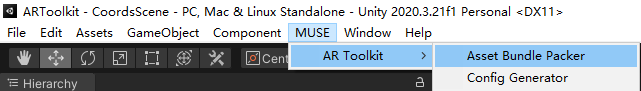 ARToolkit - CoordsScene - PC, Mac & Linux Standalone - Unity 2020.3.21f1 Personal <DX11>
File Edit Assets GameObject Component MUSE Window Help
AR Toolkit Asset Bundle Packer
Cen
Config Generator
Hierarchy